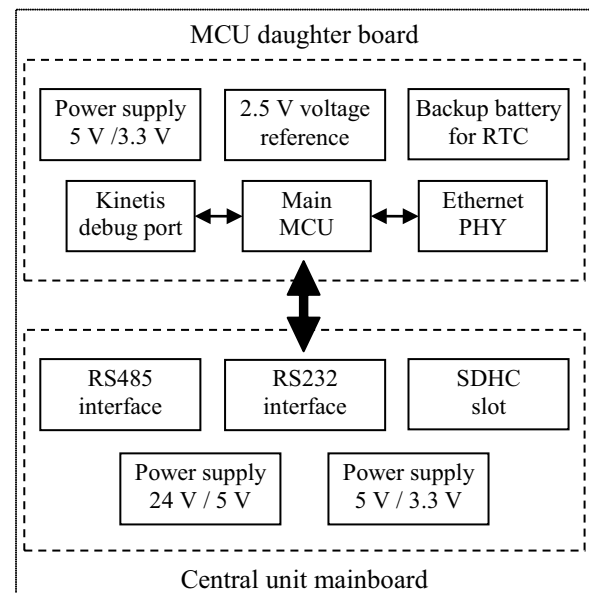 MCU daughter board
Power supply
5 V /3.3 V
2.5 V voltage
reference
Backup battery
for RTC
Kinetis
debug port
Main
MCU
Ethernet
PHY
RS485
interface
RS232
interface
SDHC
slot
Power supply
24 V / 5 V
Power supply
5 V / 3.3 V
Central unit mainboard